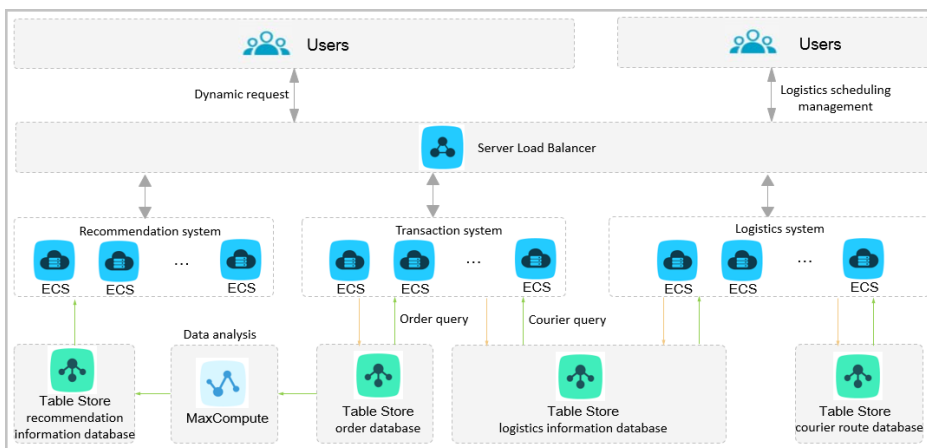 Users
Users
Dynamic request
Logistics scheduling
management
Server Load Balancer
Recommendation system
Transaction system
Logistics system
ECS
ECS
...
ECS
ECS
ECS
...
ECS
ECS
ECS
...
ECS
Order query
Courier query
Data analysis
Table Store
recommendation
information database
MaxCompute
Table Store
order database
Table Store
logistics information database
Table Store
courier route database